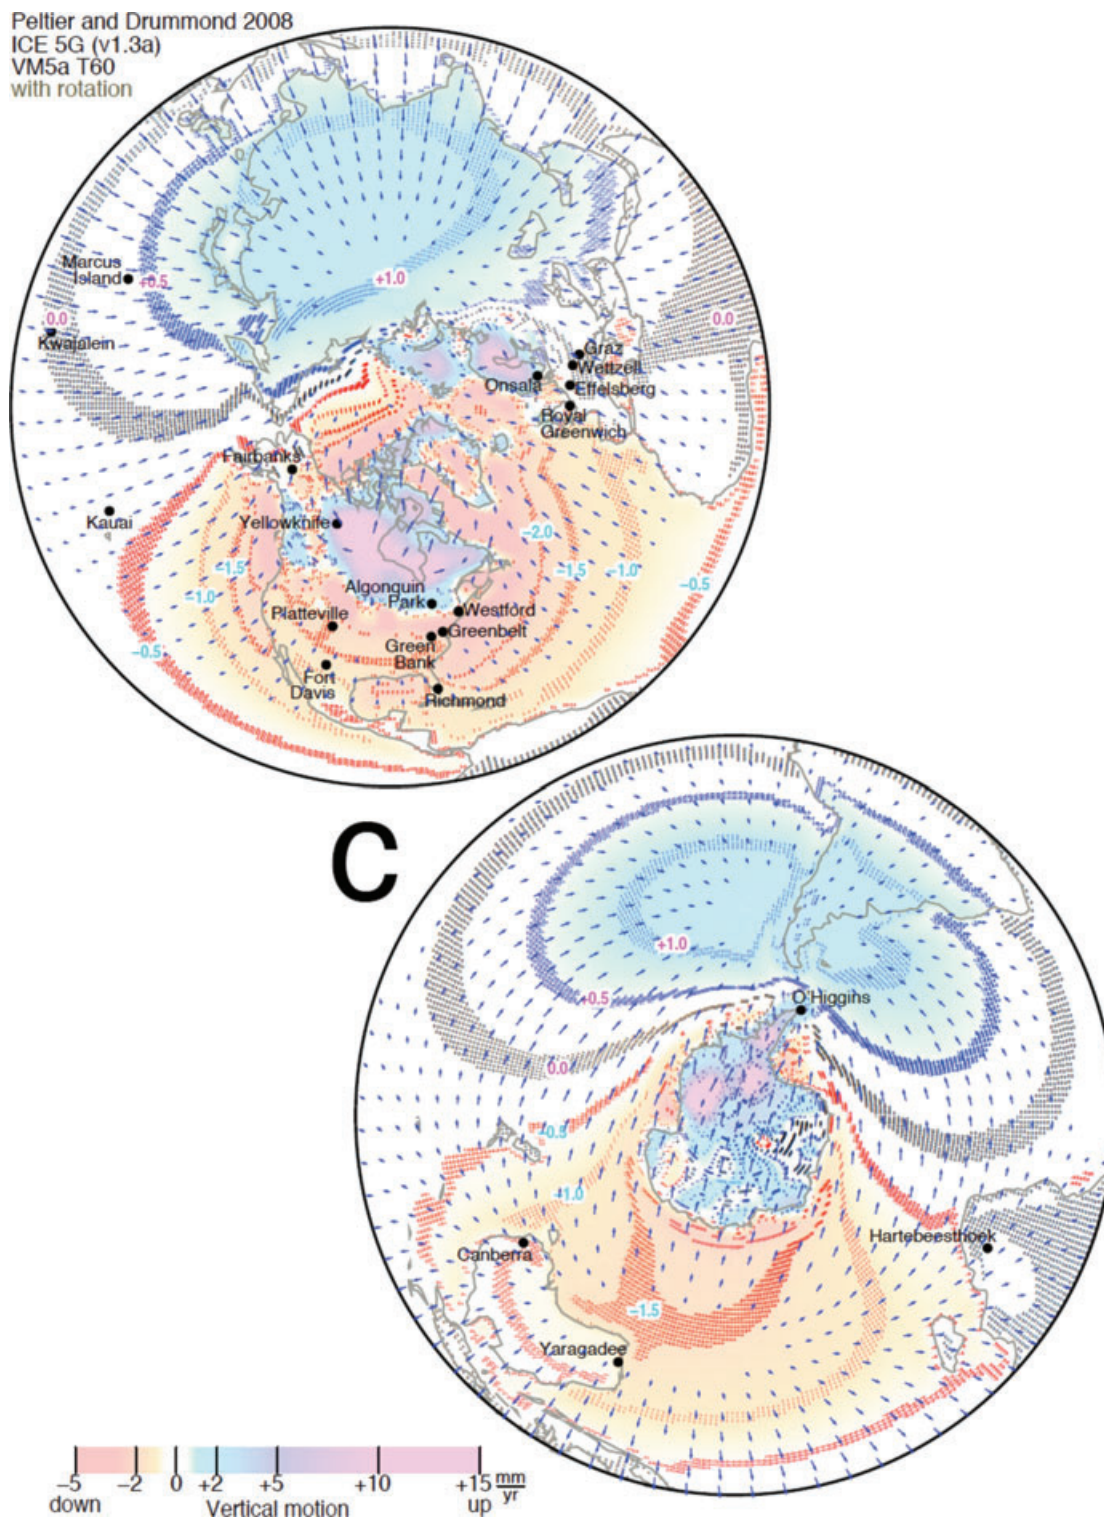 Peltier and Drummond 2008
ICE 5G (v1.3a)
VM5a T60
with rotation
Marcus
Island
+0.5
+1.0
0.0
0.0
Kwajalein
Graz
Wettzell
Onsala
Effelsberg
Royal
Greenwich
Fairbanks
Kauai
Yellowknife
−2.0
−1.5
−1.5
−1.0
−0.5
−1.0
Algonquin
Park
Westford
Platteville
Greenbelt
Green
Bank
−0.5
Fort
Davis
Richmond
C
+1.0
+0.5
O'Higgins
0.0
−0.5
−1.0
Canberra
Hartebeesthoek
−1.5
Yaragadee
−5 −2 0 +2 +5 +10 +15 mm
yr
down Vertical motion up